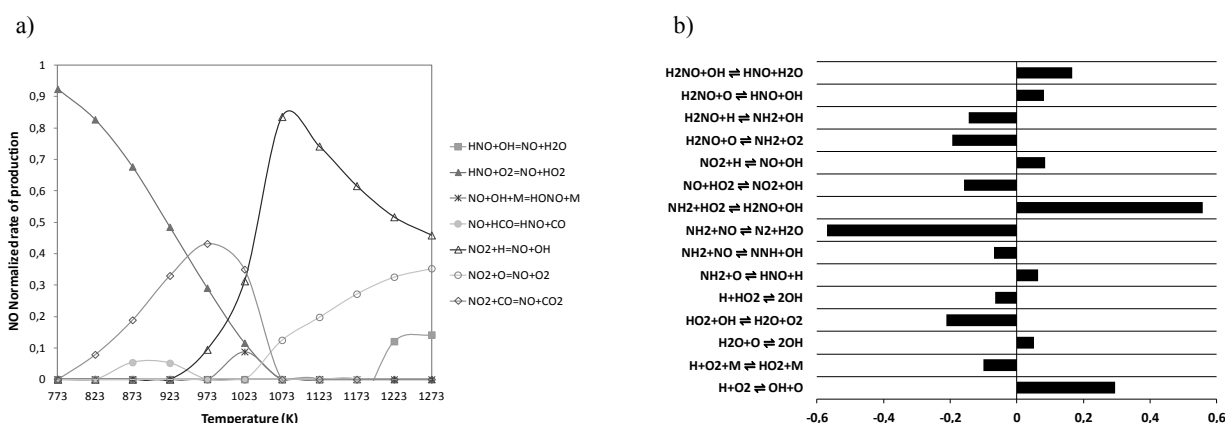 a)
b)
NO Normalized rate of production
1
0,9
0,8
0,7
0,6
0,5
0,4
0,3
0,2
0,1
0
773 823 873 923 973 1023 1073 1123 1173 1223 1273
Temperature (K)
HNO+OH=NO+H2O
HNO+O2=NO+HO2
NO+OH+M=HONO+M
NO+HCO=HNO+CO
NO2+H=NO+OH
NO2+O=NO+O2
NO2+CO=NO+CO2
H2NO+OH ⇌ HNO+H2O
H2NO+O ⇌ HNO+OH
H2NO+H ⇌ NH2+OH
H2NO+O ⇌ NH2+O2
NO2+H ⇌ NO+OH
NO+HO2 ⇌ NO2+OH
NH2+HO2 ⇌ H2NO+OH
NH2+NO ⇌ N2+H2O
NH2+NO ⇌ NNH+OH
NH2+O ⇌ HNO+H
H+HO2 ⇌ 2OH
HO2+OH ⇌ H2O+O2
H2O+O ⇌ 2OH
H+O2+M ⇌ HO2+M
H+O2 ⇌ OH+O
-0,6 -0,4 -0,2 0 0,2 0,4 0,6